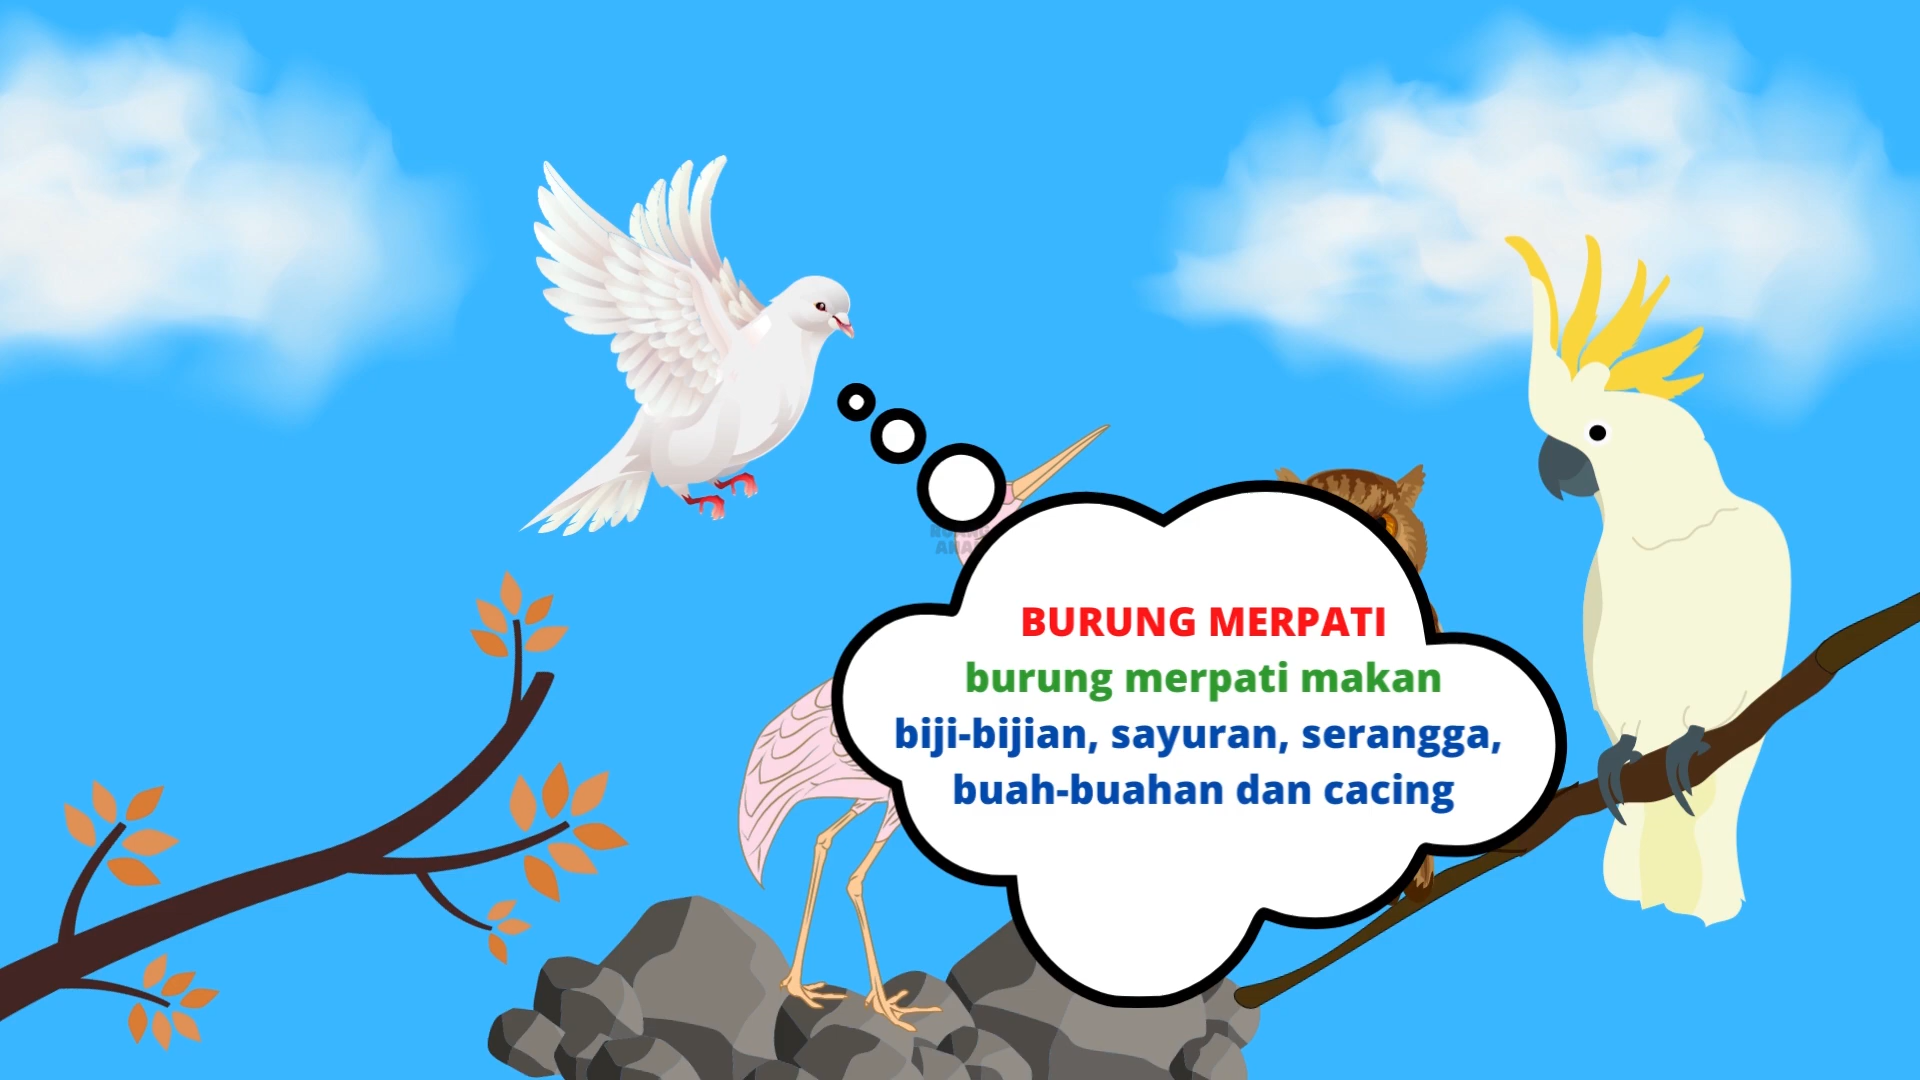 BURUNG MERPATI
burung merpati makan
biji-bijian, sayuran, serangga,
buah-buahan dan cacing